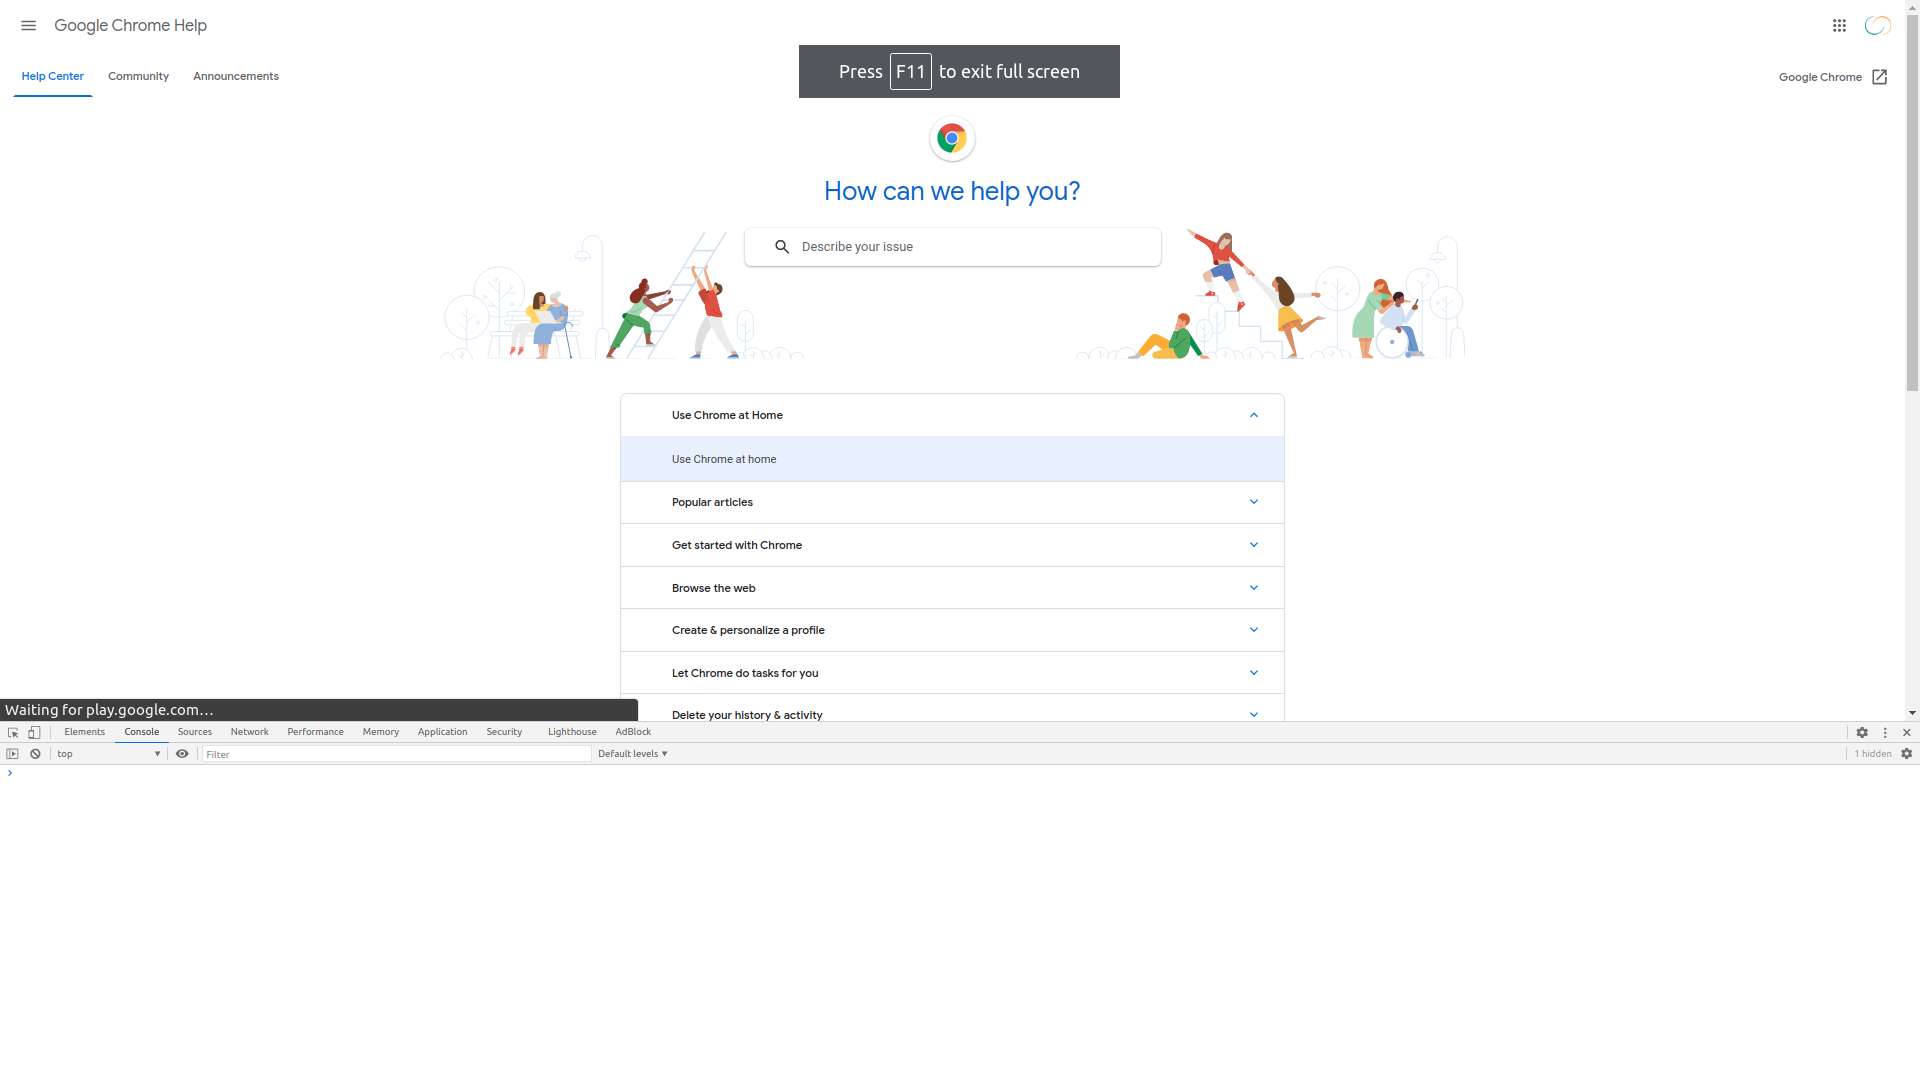 Google Chrome Help
Press F11 to exit full screen
Help Center Community Announcements
Google Chrome
How can we help you?
Describe your issue
Use Chrome at Home
Use Chrome at home
Popular articles
Get started with Chrome
Browse the web
Create & personalize a profile
Let Chrome do tasks for you
Delete your history & activity
Waiting for play.google.com...
Elements Console Sources Network Performance Memory Application Security Lighthouse AdBlock
top Filter Default levels 1 hidden